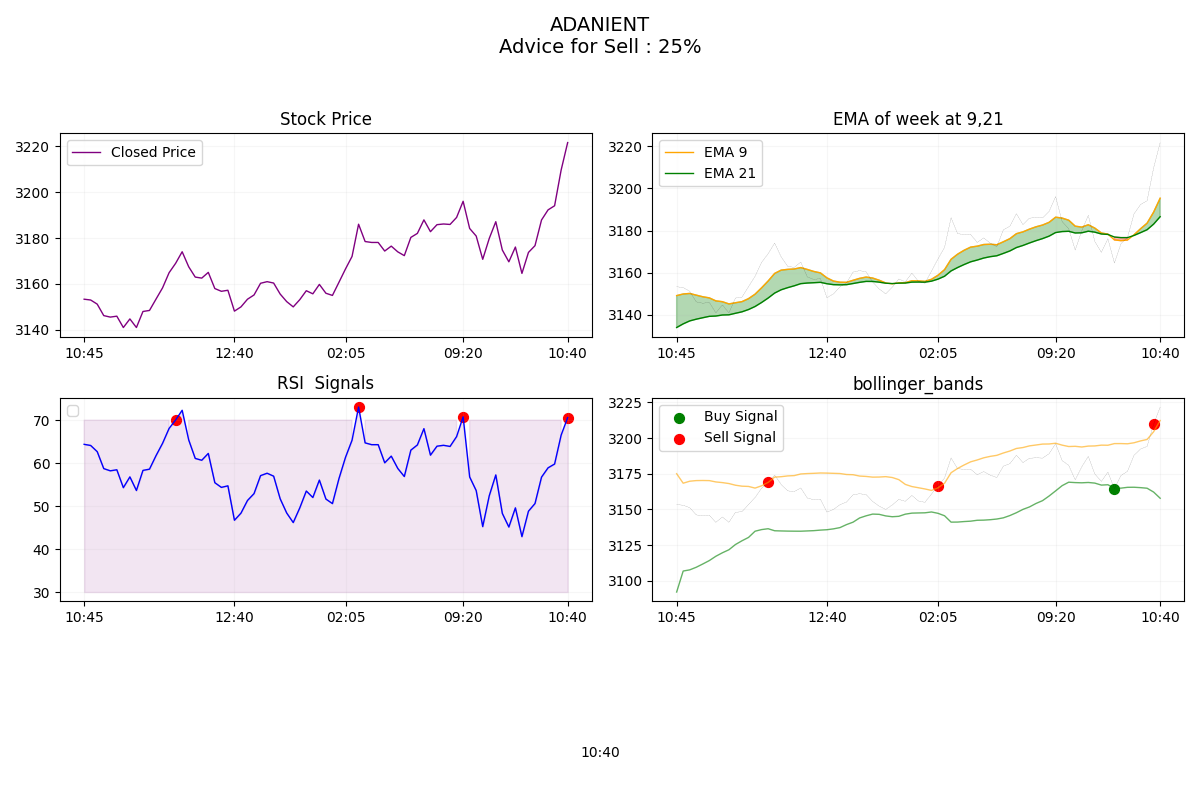 ADANIENT
Advice for Sell : 25%
Stock Price
3220
3200
3180
3160
3140
Closed Price
10:45 12:40 02:05 09:20 10:40
EMA of week at 9,21
3220
3200
3180
3160
3140
EMA 9
EMA 21
10:45 12:40 02:05 09:20 10:40
RSI  Signals
70
60
50
40
30
10:45 12:40 02:05 09:20 10:40
bollinger_bands
3225
3200
3175
3150
3125
3100
Buy Signal
Sell Signal
10:45 12:40 02:05 09:20 10:40
10:40